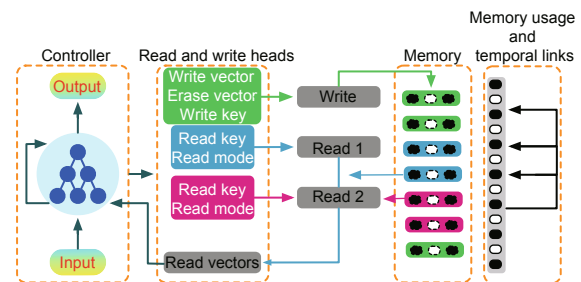 Controller
Read and write heads
Memory
Memory usage
and
temporal links
Output
Input
Write vector
Erase vector
Write key
Read key
Read mode
Read key
Read mode
Read vectors
Write
Read 1
Read 2